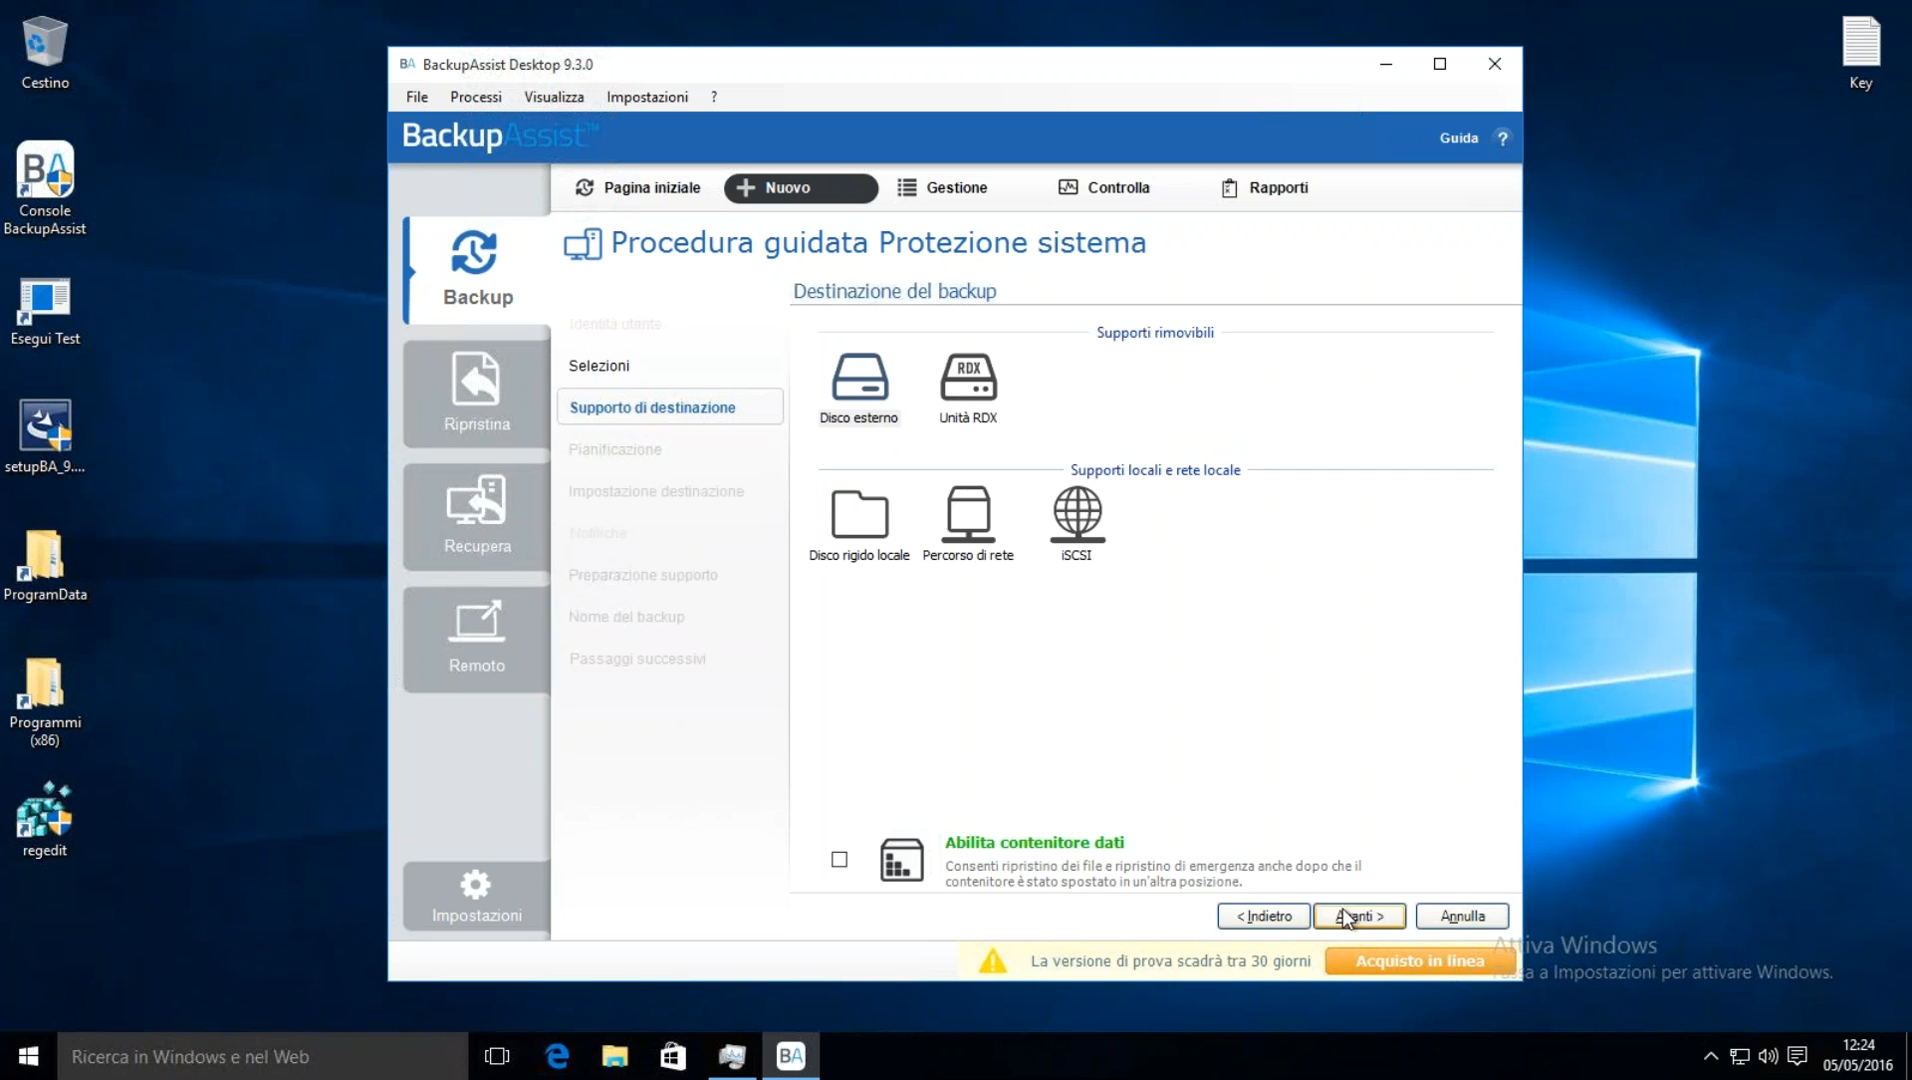 Cestino
Key
BA BackupAssist Desktop 9.3.0
File Processi Visualizza Impostazioni ?
BackupAssist™
Guida ?
Pagina iniziale
Nuovo
Gestione
Controlla
Rapporti
BA
Console
BackupAssist
Esegui Test
setupBA_9....
ProgramData
Programmi
(x86)
regedit
Backup
Ripristina
Recupera
Remoto
Impostazioni
Procedura guidata Protezione sistema
Identità utente
Selezioni
Supporto di destinazione
Pianificazione
Impostazione destinazione
Notifiche
Preparazione supporto
Nome del backup
Passaggi successivi
Destinazione del backup
Supporti rimovibili
Disco esterno
RDX
Unità RDX
Supporti locali e rete locale
Disco rigido locale
Percorso di rete
iSCSI
Abilita contenitore dati
Consenti ripristino dei file e ripristino di emergenza anche dopo che il
contenitore è stato spostato in un'altra posizione.
< Indietro
Annulla
La versione di prova scadrà tra 30 giorni
Acquisto in linea
Windows
a Impostazioni per attivare Windows.
Ricerca in Windows e nel Web
BA
12:24
05/05/2016